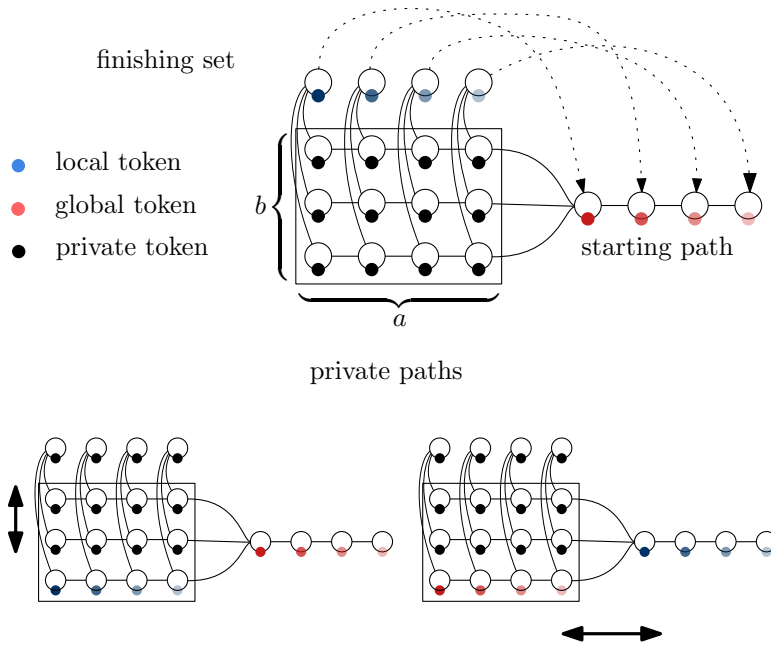 finishing set
local token
global token
private token
b
starting path
a
private paths